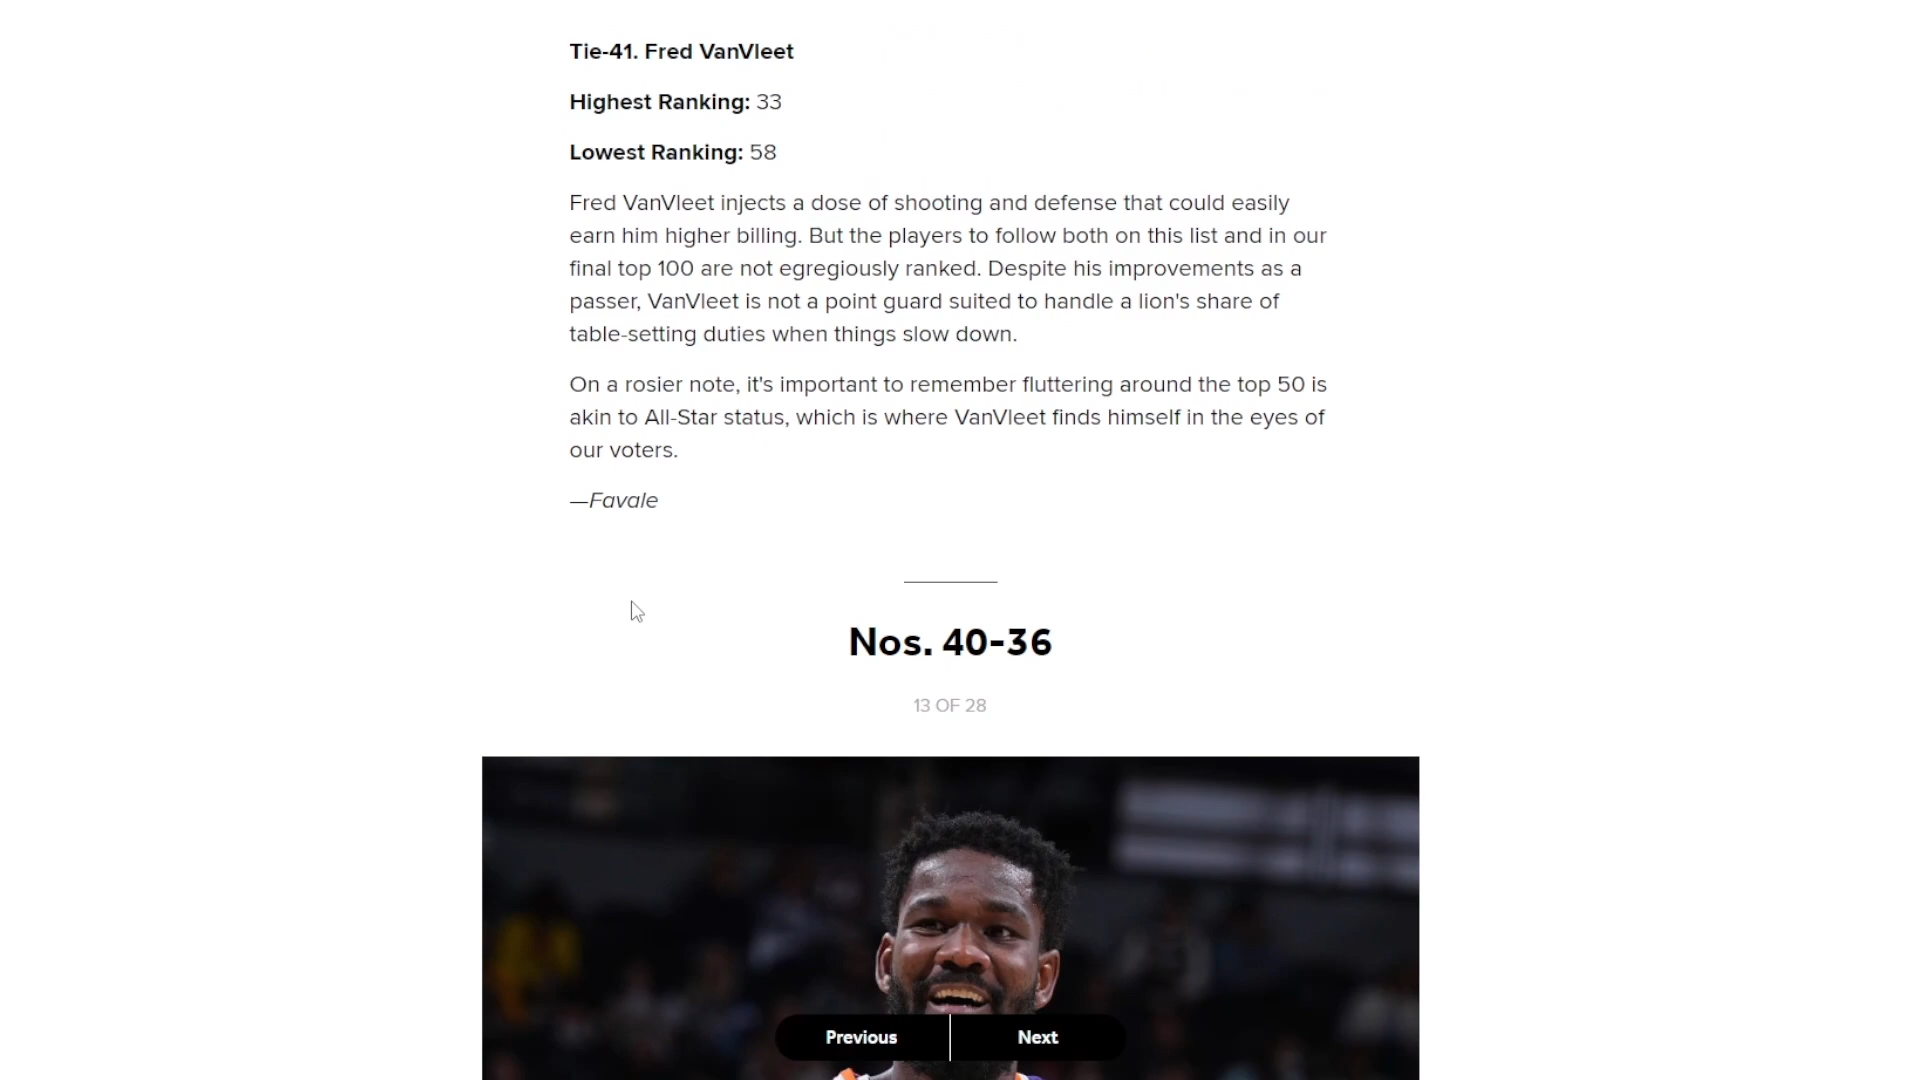 Tie-41. Fred VanVleet
Highest Ranking: 33
Lowest Ranking: 58
Fred VanVleet injects a dose of shooting and defense that could easily
earn him higher billing. But the players to follow both on this list and in our
final top 100 are not egregiously ranked. Despite his improvements as a
passer, VanVleet is not a point guard suited to handle a lion's share of
table-setting duties when things slow down.
On a rosier note, it's important to remember fluttering around the top 50 is
akin to All-Star status, which is where VanVleet finds himself in the eyes of
our voters.
—Favale
Nos. 40-36
13 OF 28
Previous
Next